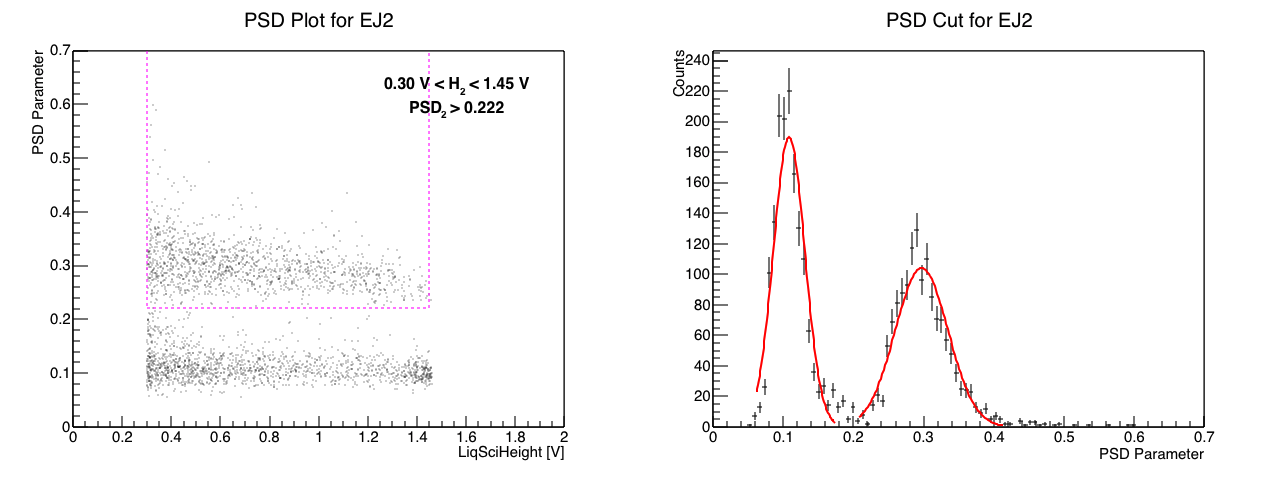 PSD Plot for EJ2
PSD Parameter
0.7
0.6
0.5
0.4
0.3
0.2
0.1
0
0.30 V < H2 < 1.45 V
PSD2 > 0.222
0 0.2 0.4 0.6 0.8 1 1.2 1.4 1.6 1.8 2
LiqSciHeight [V]
PSD Cut for EJ2
Counts
240
220
200
180
160
140
120
100
80
60
40
20
0
0 0.1 0.2 0.3 0.4 0.5 0.6 0.7
PSD Parameter